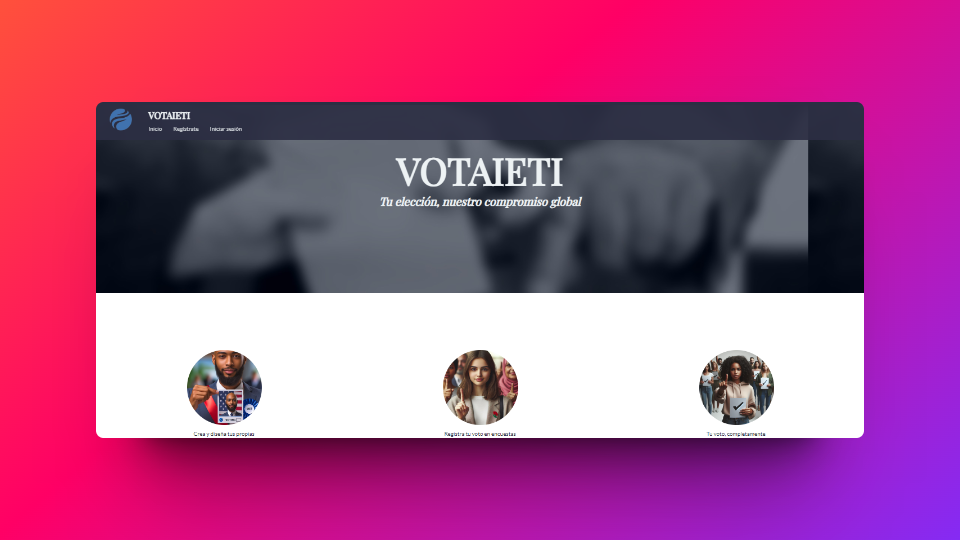 VOTAIETI
Inicio Regístrate Iniciar sesión
VOTAIETI
Tu elección, nuestro compromiso global
Crea y diseña tus propias
Registra tu voto en encuestas
Tu voto, completamente